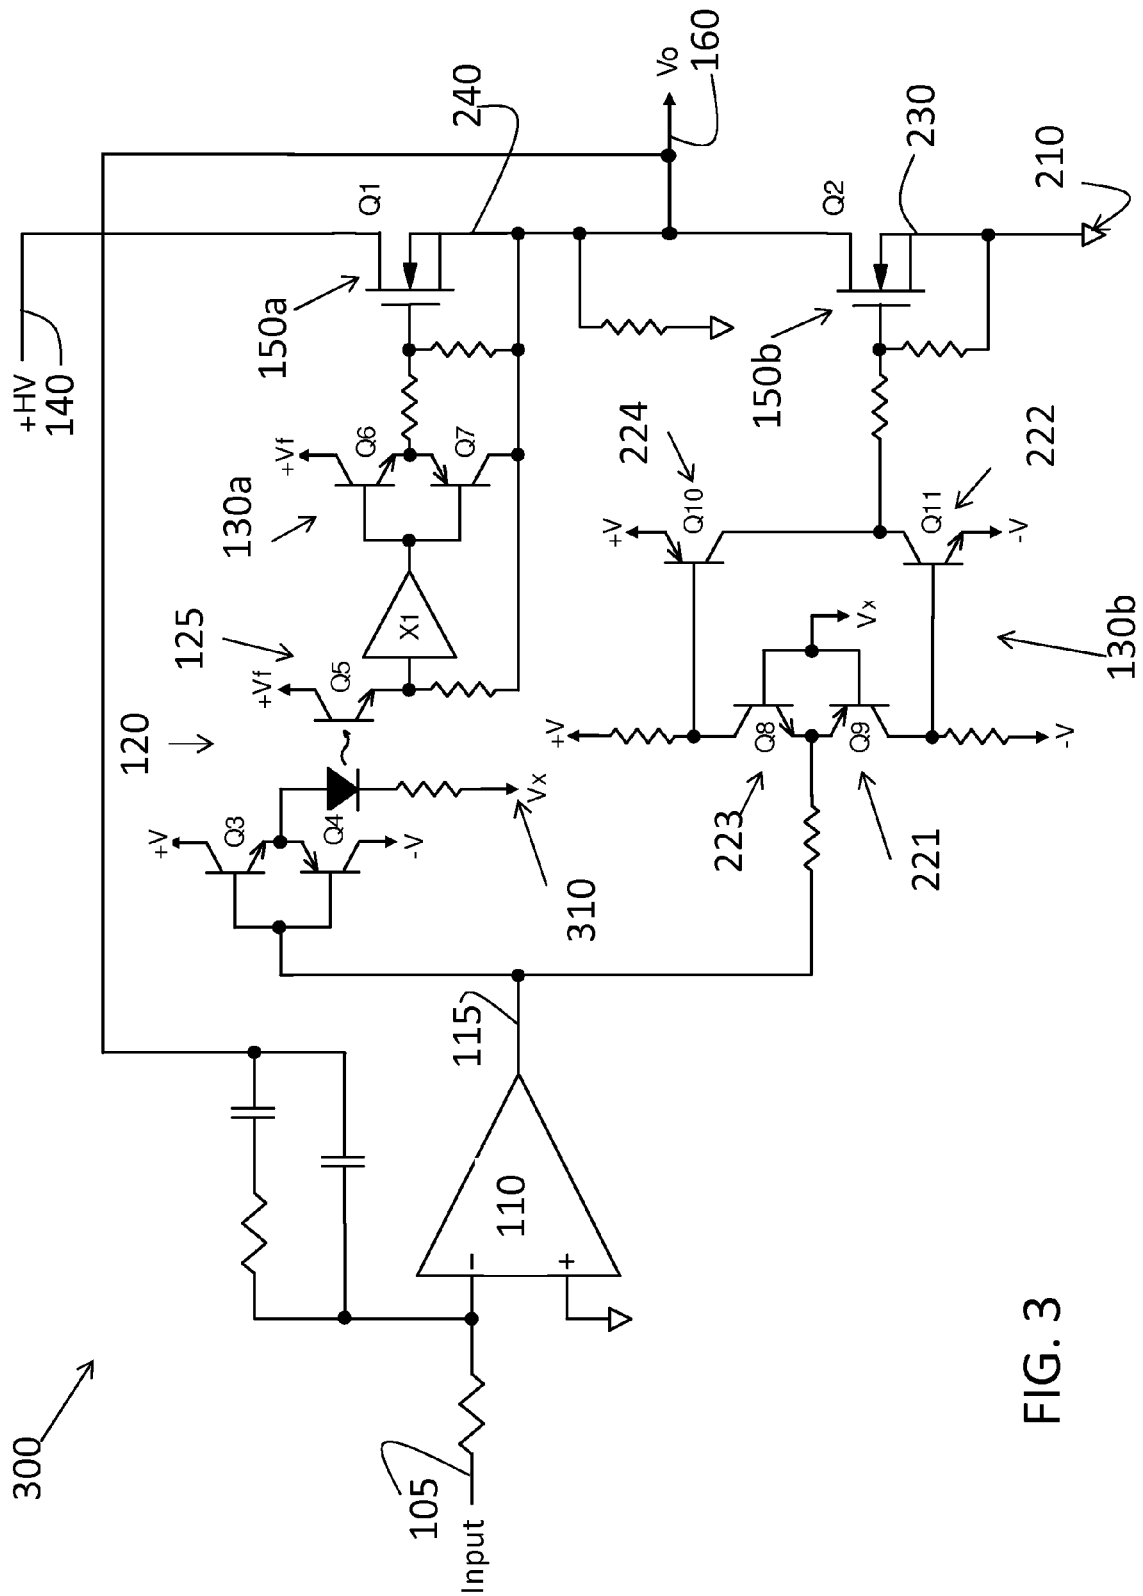 300
+HV
140
Q1
240
Vo
160
150a
+Vf
Q6
Q7
130a
X1
125
+Vf
Q5
120
+V
Q3
Q4
-V
Vx
310
115
110
-
+
105
Input
Q2
230
210
150b
224
+V
Q10
Q11
222
-V
130b
Vx
+V
Q8
Q9
-V
223
221
FIG. 3